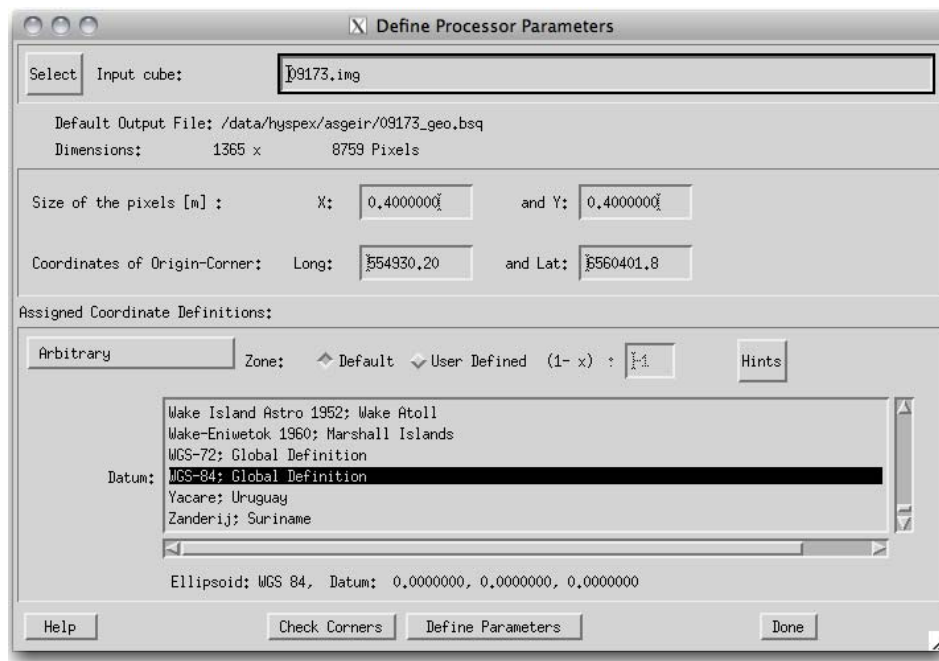 Define Processor Parameters
Select Input cube: 09173.img
Default Output File: /data/hyspex/asgeir/09173_geo.bsq
Dimensions: 1365 x 8759 Pixels
Size of the pixels [m] : X: 0.4000000 and Y: 0.4000000
Coordinates of Origin-Corner: Long: 554930.20 and Lat: 6560401.8
Assigned Coordinate Definitions:
Arbitrary Zone: Default User Defined (1- x) : -1 Hints
Wake Island Astro 1952; Wake Atoll
Wake-Eniwetok 1960; Marshall Islands
WGS-72; Global Definition
Datum: WGS-84; Global Definition
Yacare; Uruguay
Zanderij; Suriname
Ellipsoid: WGS 84, Datum: 0.0000000, 0.0000000, 0.0000000
Help Check Corners Define Parameters Done